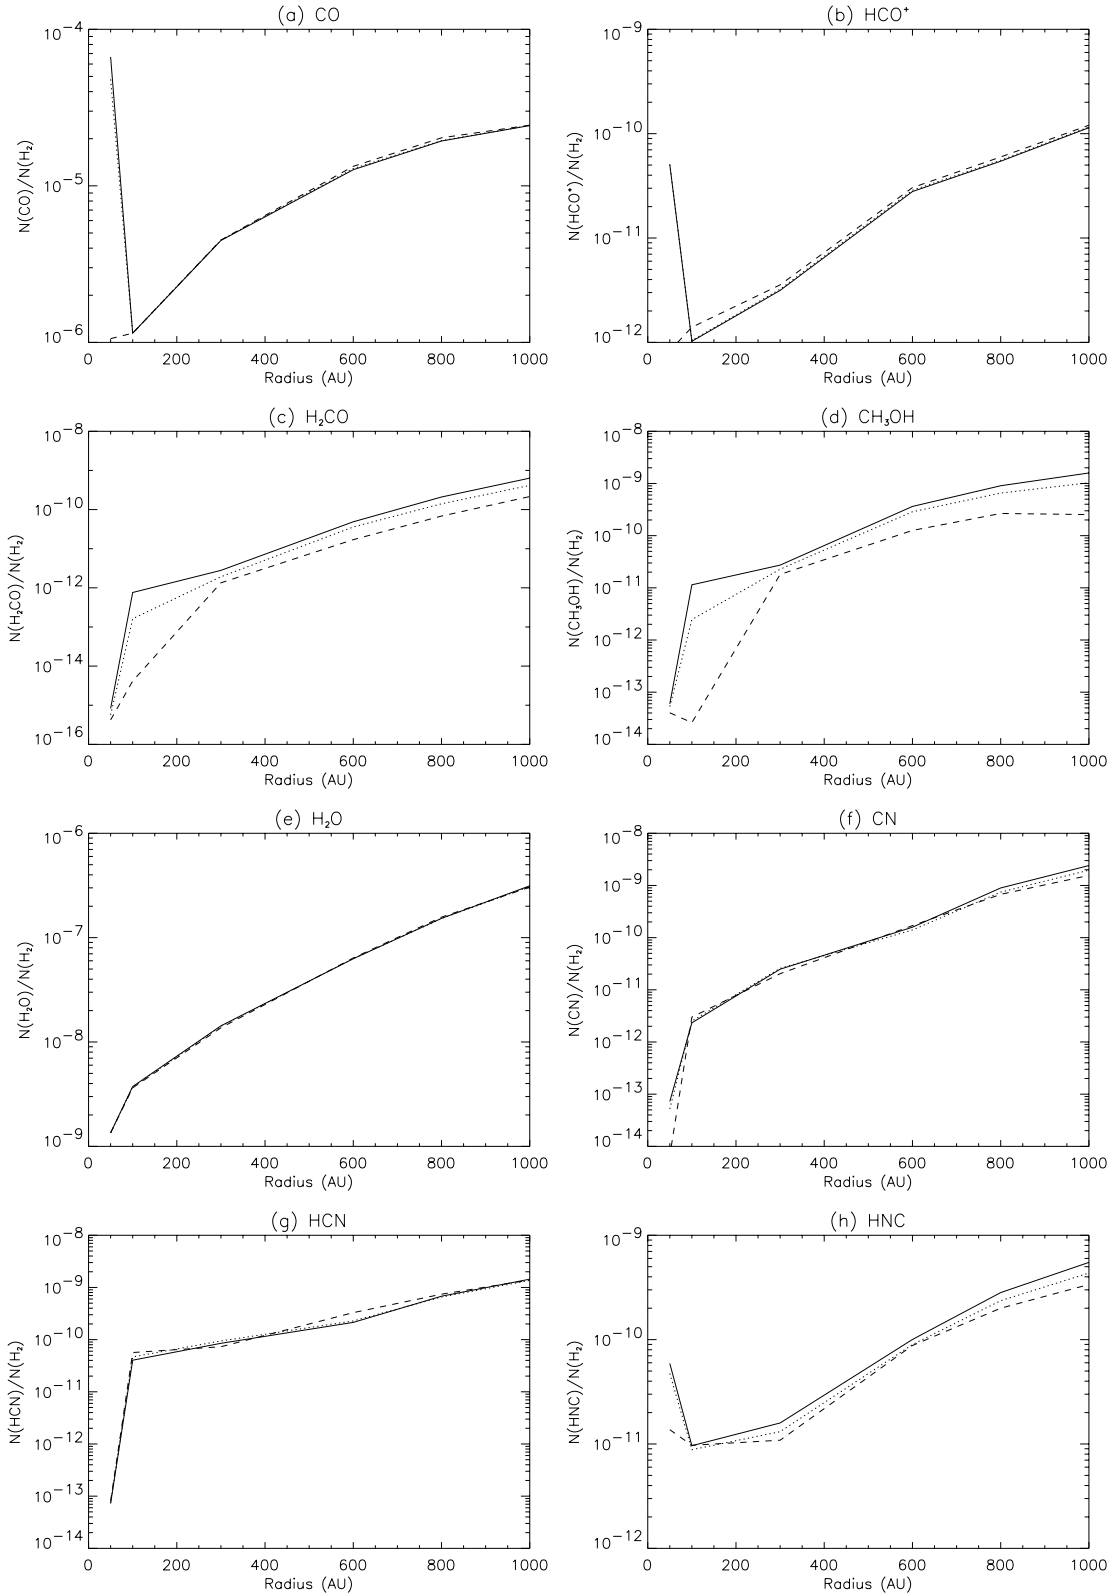 (a) CO
N(CO)/N(H₂)
10⁻⁴
10⁻⁵
10⁻⁶
0 200 400 600 800 1000
Radius (AU)
(b) HCO⁺
N(HCO⁺)/N(H₂)
10⁻⁹
10⁻¹⁰
10⁻¹¹
10⁻¹²
0 200 400 600 800 1000
Radius (AU)
(c) H₂CO
N(H₂CO)/N(H₂)
10⁻⁸
10⁻¹⁰
10⁻¹²
10⁻¹⁴
10⁻¹⁶
0 200 400 600 800 1000
Radius (AU)
(d) CH₃OH
N(CH₃OH)/N(H₂)
10⁻⁸
10⁻⁹
10⁻¹⁰
10⁻¹¹
10⁻¹²
10⁻¹³
10⁻¹⁴
0 200 400 600 800 1000
Radius (AU)
(e) H₂O
N(H₂O)/N(H₂)
10⁻⁶
10⁻⁷
10⁻⁸
10⁻⁹
0 200 400 600 800 1000
Radius (AU)
(f) CN
N(CN)/N(H₂)
10⁻⁸
10⁻⁹
10⁻¹⁰
10⁻¹¹
10⁻¹²
10⁻¹³
10⁻¹⁴
0 200 400 600 800 1000
Radius (AU)
(g) HCN
N(HCN)/N(H₂)
10⁻⁸
10⁻⁹
10⁻¹⁰
10⁻¹¹
10⁻¹²
10⁻¹³
10⁻¹⁴
0 200 400 600 800 1000
Radius (AU)
(h) HNC
N(HNC)/N(H₂)
10⁻⁹
10⁻¹⁰
10⁻¹¹
10⁻¹²
0 200 400 600 800 1000
Radius (AU)